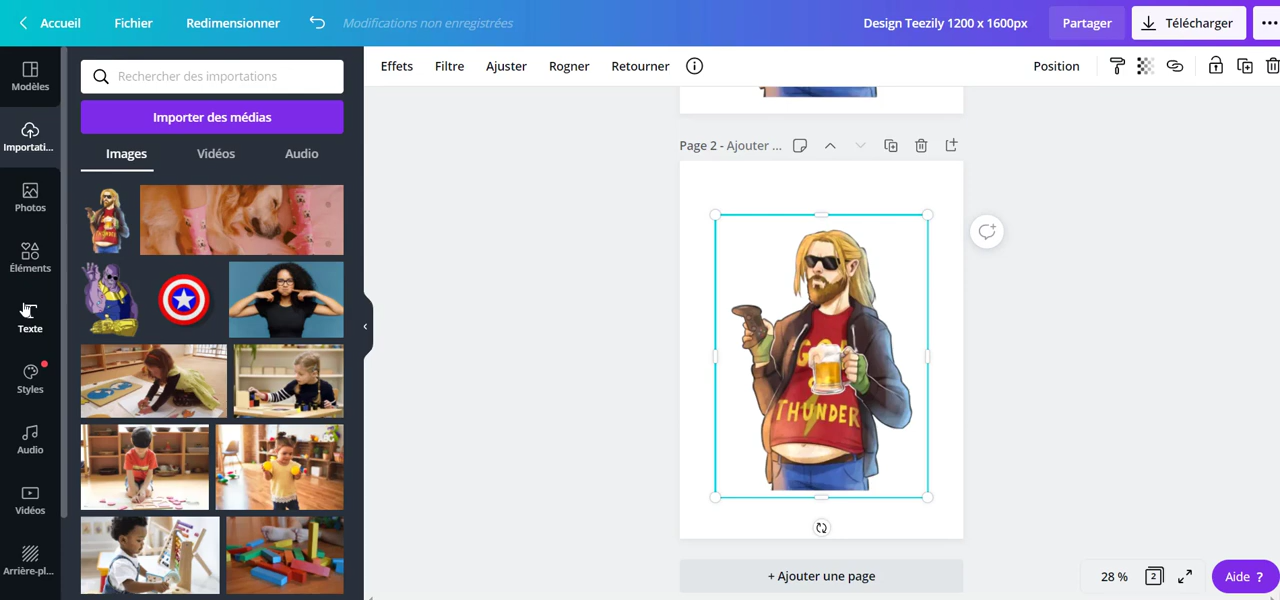 Accueil
Fichier
Redimensionner
Modifications non enregistrées
Design Teezily 1200 x 1600px
Partager
Télécharger
Modèles
Importati...
Photos
Éléments
Texte
Styles
Audio
Vidéos
Arrière-pl...
Rechercher des importations
Importer des médias
Images
Vidéos
Audio
Effets
Filtre
Ajuster
Rogner
Retourner
Position
Page 2 - Ajouter ...
THUNDER
+ Ajouter une page
28 %
2
Aide ?